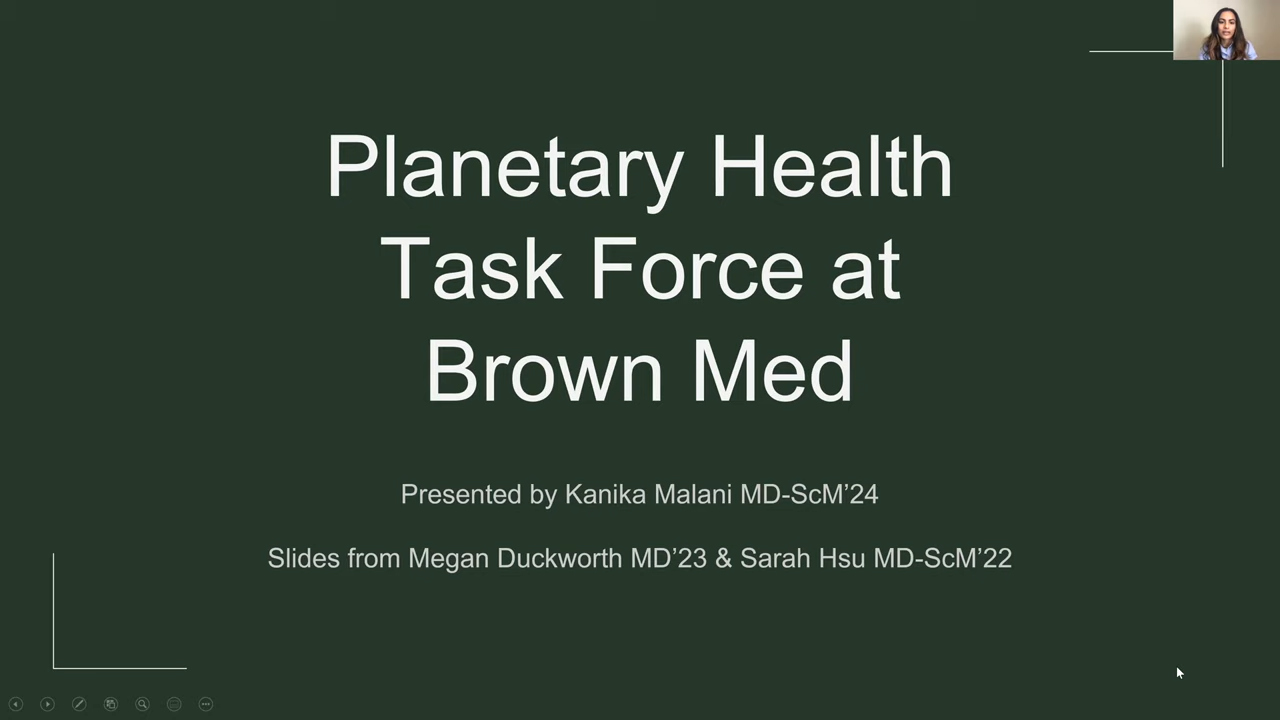 Planetary Health
Task Force at
Brown Med
Presented by Kanika Malani MD-ScM’24
Slides from Megan Duckworth MD’23 & Sarah Hsu MD-ScM’22